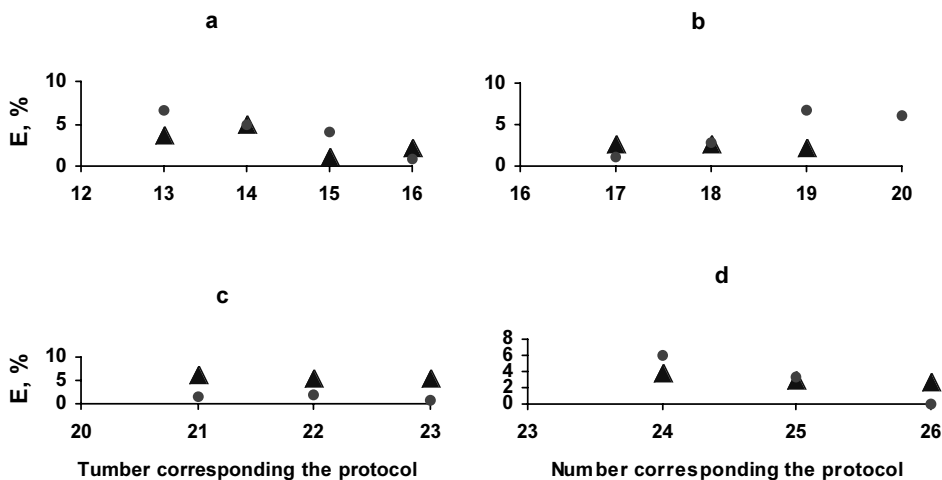 a
b
E, %
10
5
0
12 13 14 15 16
10
5
0
16 17 18 19 20
c
d
E, %
10
5
0
20 21 22 23
8
6
4
2
0
23 24 25 26
Tumber corresponding the protocol
Number corresponding the protocol